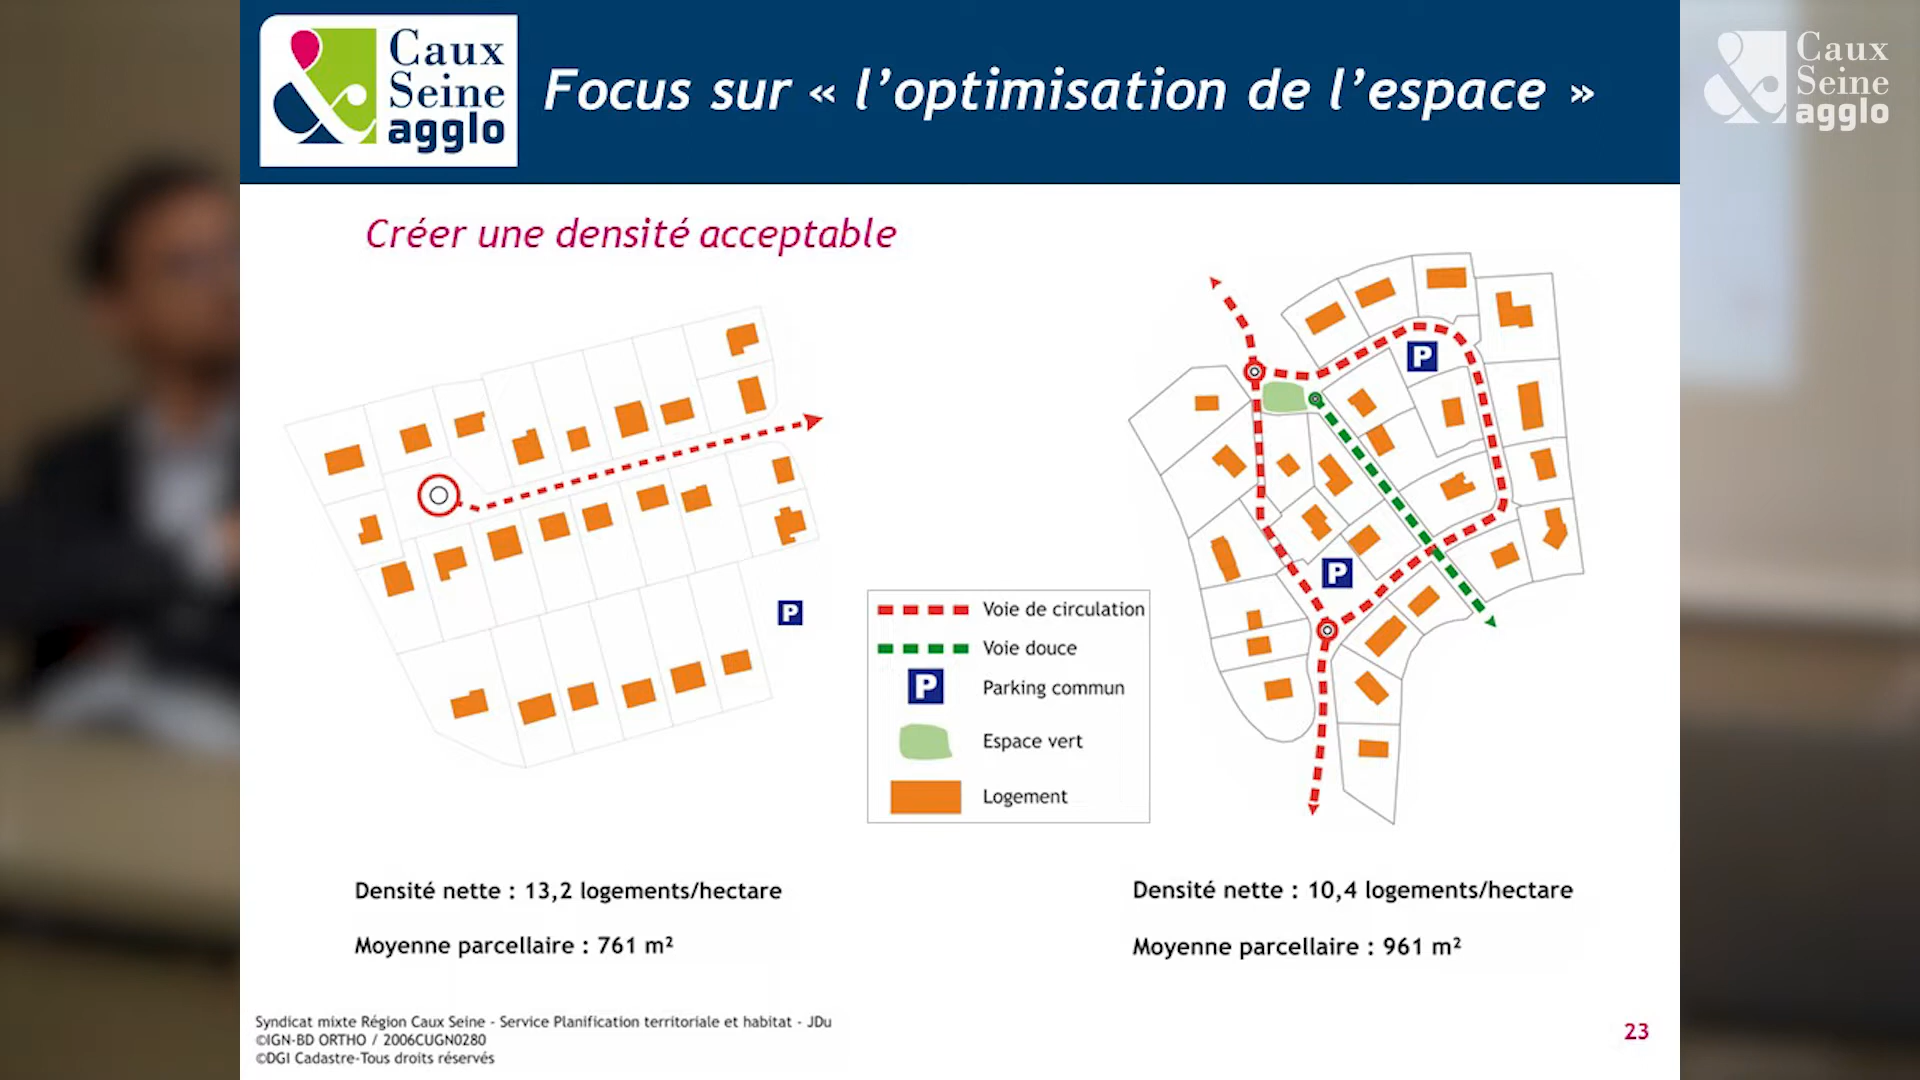 Caux
Seine
agglo
Focus sur « l’optimisation de l’espace »
Caux
Seine
agglo
Créer une densité acceptable
P
P
P
Voie de circulation
Voie douce
P
Parking commun
Espace vert
Logement
Densité nette : 13,2 logements/hectare
Moyenne parcellaire : 761 m²
Densité nette : 10,4 logements/hectare
Moyenne parcellaire : 961 m²
Syndicat mixte Région Caux Seine - Service Planification territoriale et habitat - JDu
©IGN-BD ORTHO / 2006CUGN0280
©DGI Cadastre-Tous droits réservés
23